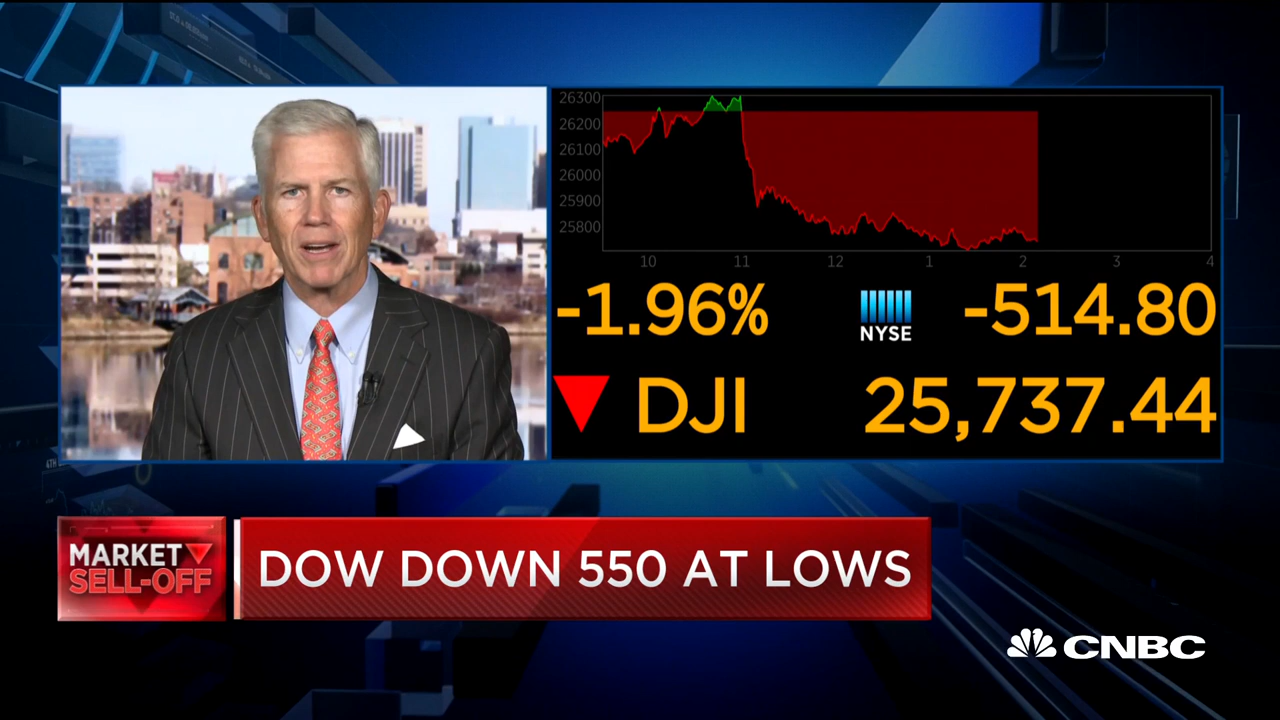 26300
26200
26100
26000
25900
25800
10 11 12 1 2 3 4
-1.96% NYSE -514.80
▼ DJI 25,737.44
MARKET
SELL-OFF
DOW DOWN 550 AT LOWS
CNBC